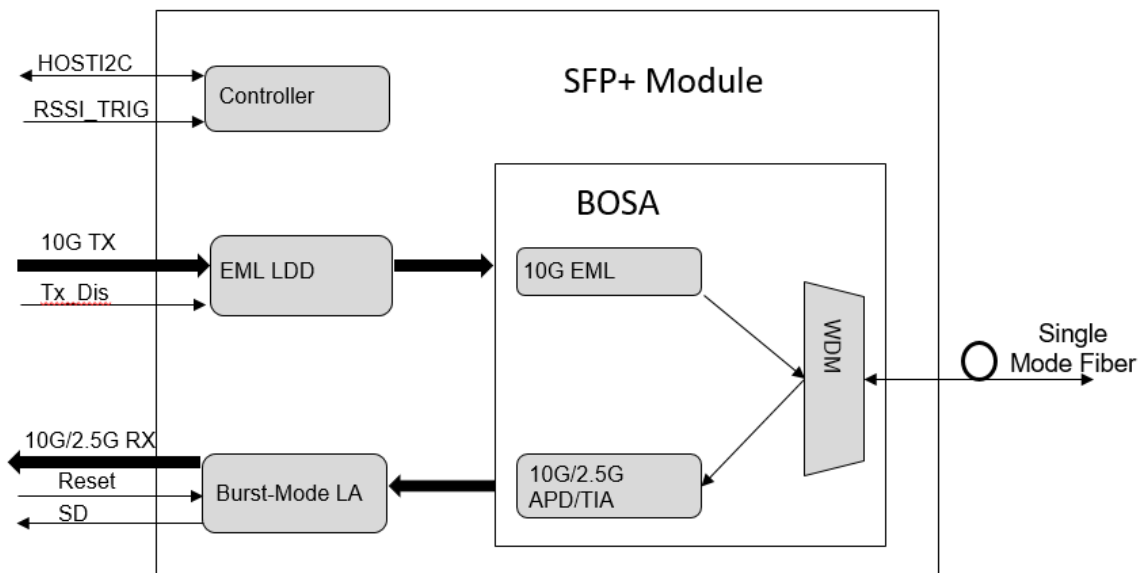 HOSTI2C
RSSI_TRIG
Controller
SFP+ Module
BOSA
10G TX
Tx_Dis
EML LDD
10G EML
WDM
Single
Mode Fiber
10G/2.5G RX
Reset
SD
Burst-Mode LA
10G/2.5G
APD/TIA